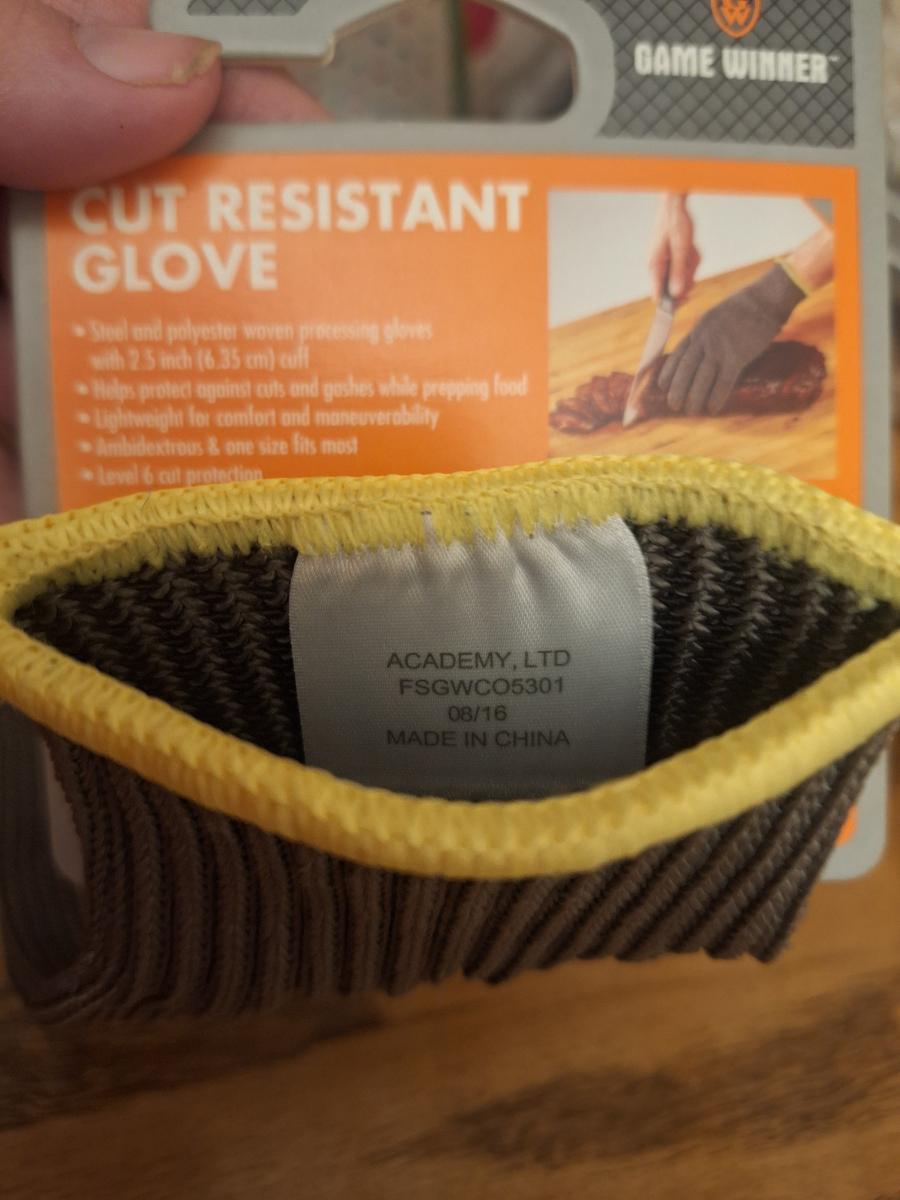 GAME WINNER™
CUT RESISTANT
GLOVE
Steel and polyester woven processing gloves
with 2.5 inch (6.35 cm) cuff
Helps protect against cuts and gashes while prepping food
Lightweight for comfort and maneuverability
Ambidextrous & one size fits most
Level 6 cut protection
ACADEMY, LTD
FSGWCO5301
08/16
MADE IN CHINA